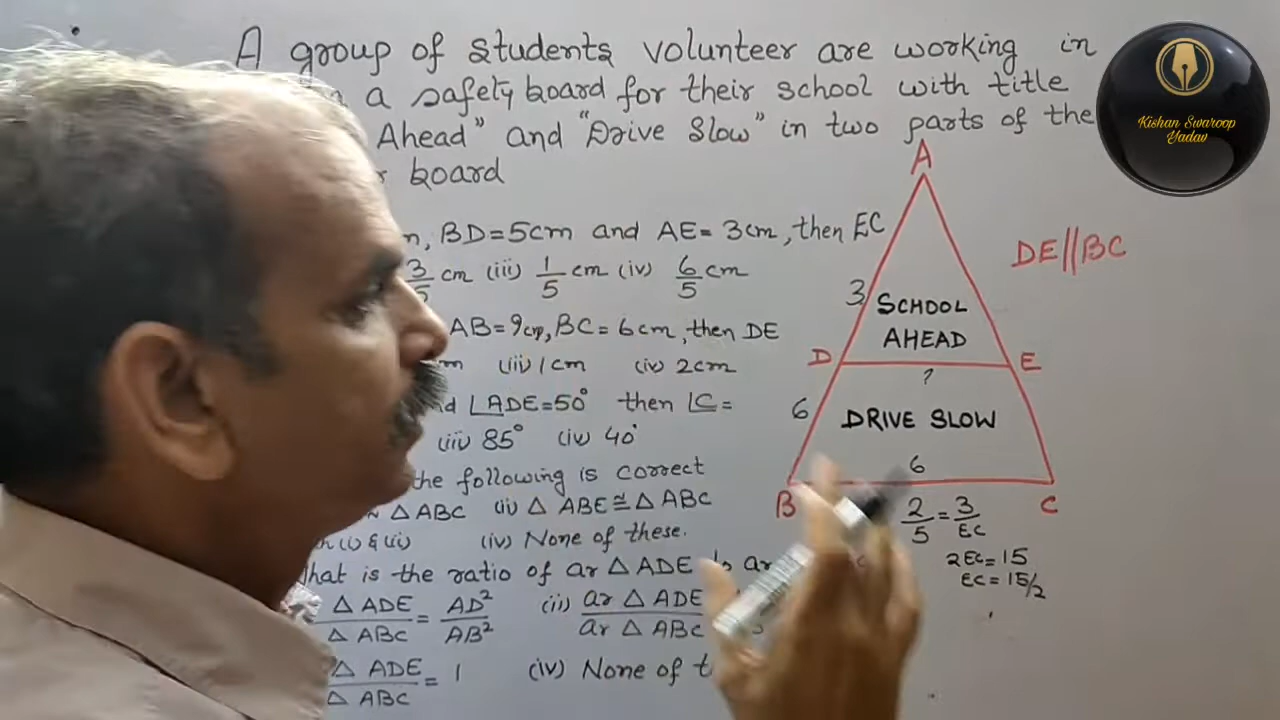 A group of students volunteer are working in
a safety board for their school with title
Ahead" and "Drive Slow" in two parts of the
board
Kishan Swaroop
Yadav
BD=5cm and AE= 3cm, then EC
3/5 cm (iii) 1/5 cm (iv) 6/5 cm
AB=9cm, BC=6cm, then DE
(iii) 1cm (iv) 2cm
∠ADE=50° then ∠C=
(iii) 85° (iv) 40°
the following is correct
△ABC (ii) △ABE≅△ABC
(i) & (ii) (iv) None of these.
What is the ratio of ar △ADE to ar
△ADE/△ABC = AD²/AB² (ii) ar △ADE/ar △ABC
△ADE/△ABC = 1 (iv) None of
A
DE||BC
3
SCHOOL
AHEAD
D E
?
6
DRIVE SLOW
6
B C
2/5 = 3/EC
2EC=15
EC=15/2